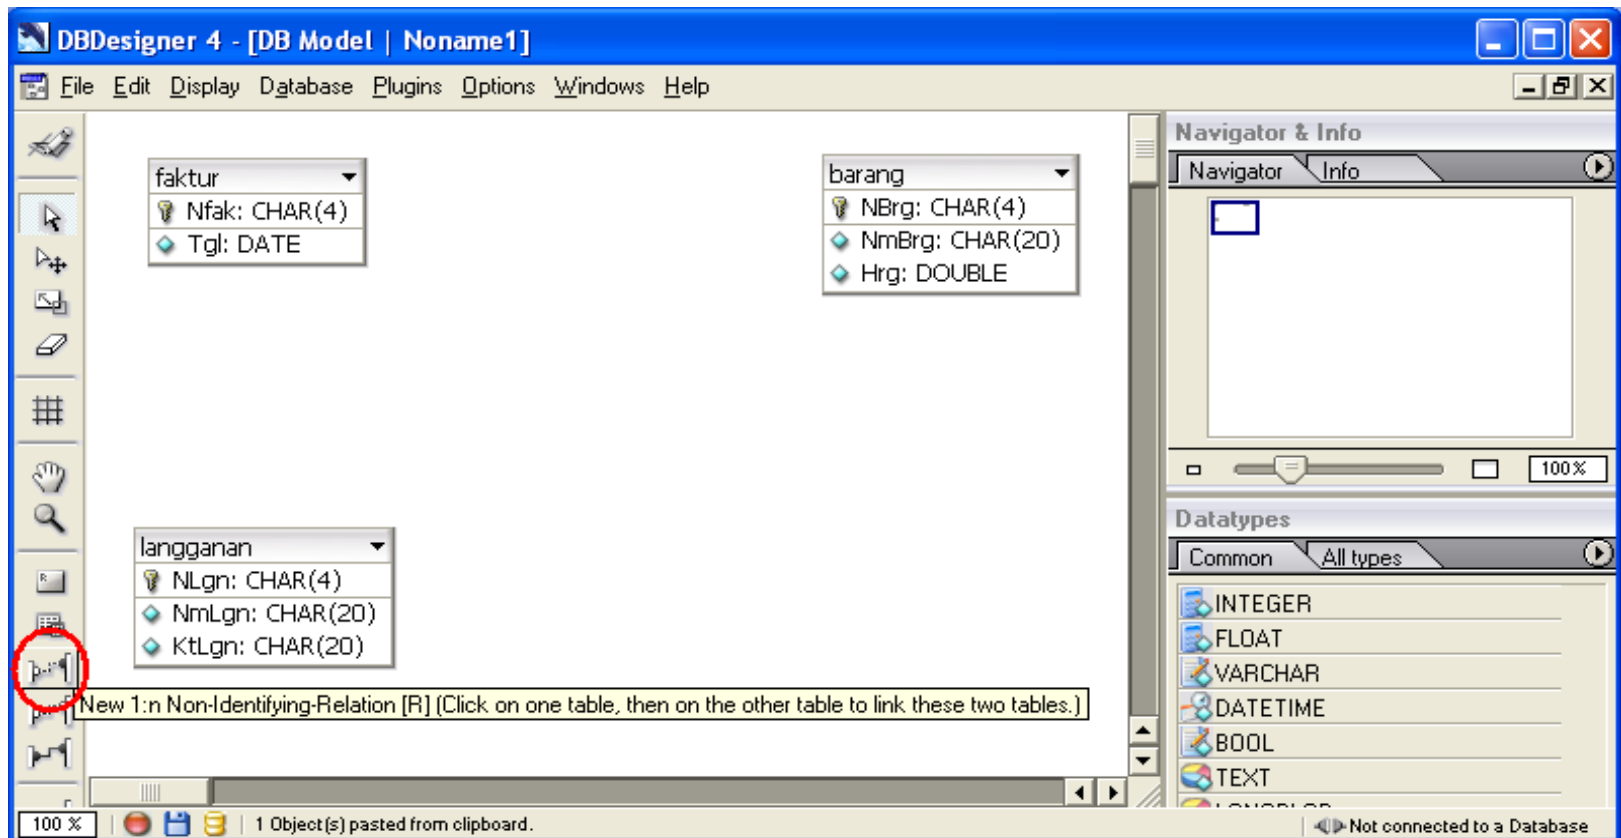 DBDesigner 4 - [DB Model | Noname1]
File Edit Display Database Plugins Options Windows Help
Navigator & Info
Navigator Info
faktur
Nfak: CHAR(4)
Tgl: DATE
barang
NBrg: CHAR(4)
NmBrg: CHAR(20)
Hrg: DOUBLE
100 %
Datatypes
Common All types
INTEGER
FLOAT
VARCHAR
DATETIME
BOOL
TEXT
langganan
NLgn: CHAR(4)
NmLgn: CHAR(20)
KtLgn: CHAR(20)
R
New 1:n Non-Identifying-Relation [R] (Click on one table, then on the other table to link these two tables.)
100 % 1 Object(s) pasted from clipboard. Not connected to a Database